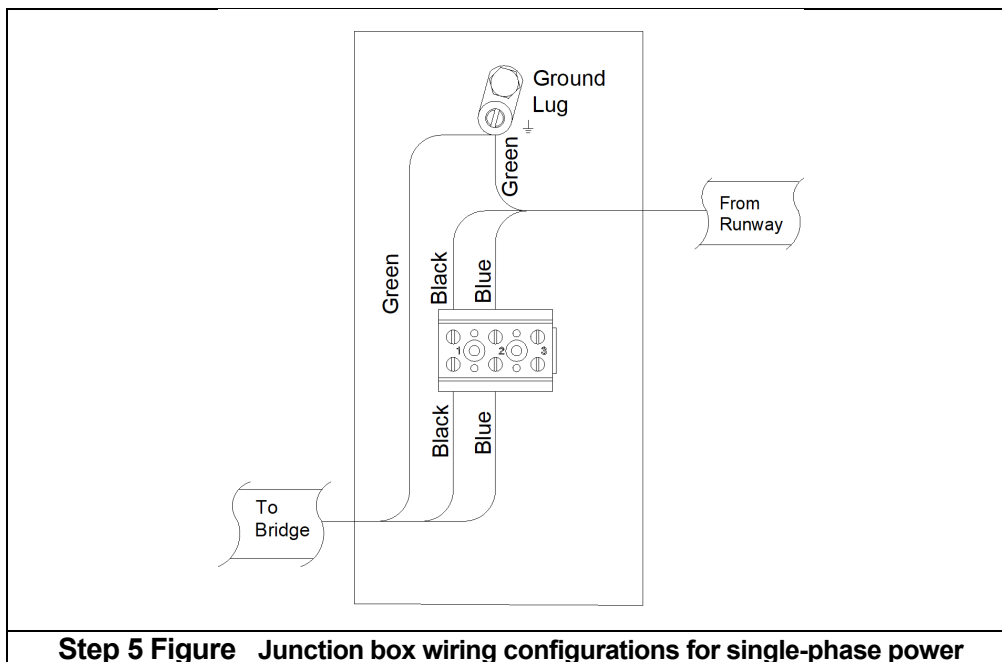 Ground
Lug
Green
From
Runway
Green
Black
Blue
1 2 3
Black
Blue
To
Bridge
Step 5 Figure Junction box wiring configurations for single-phase power